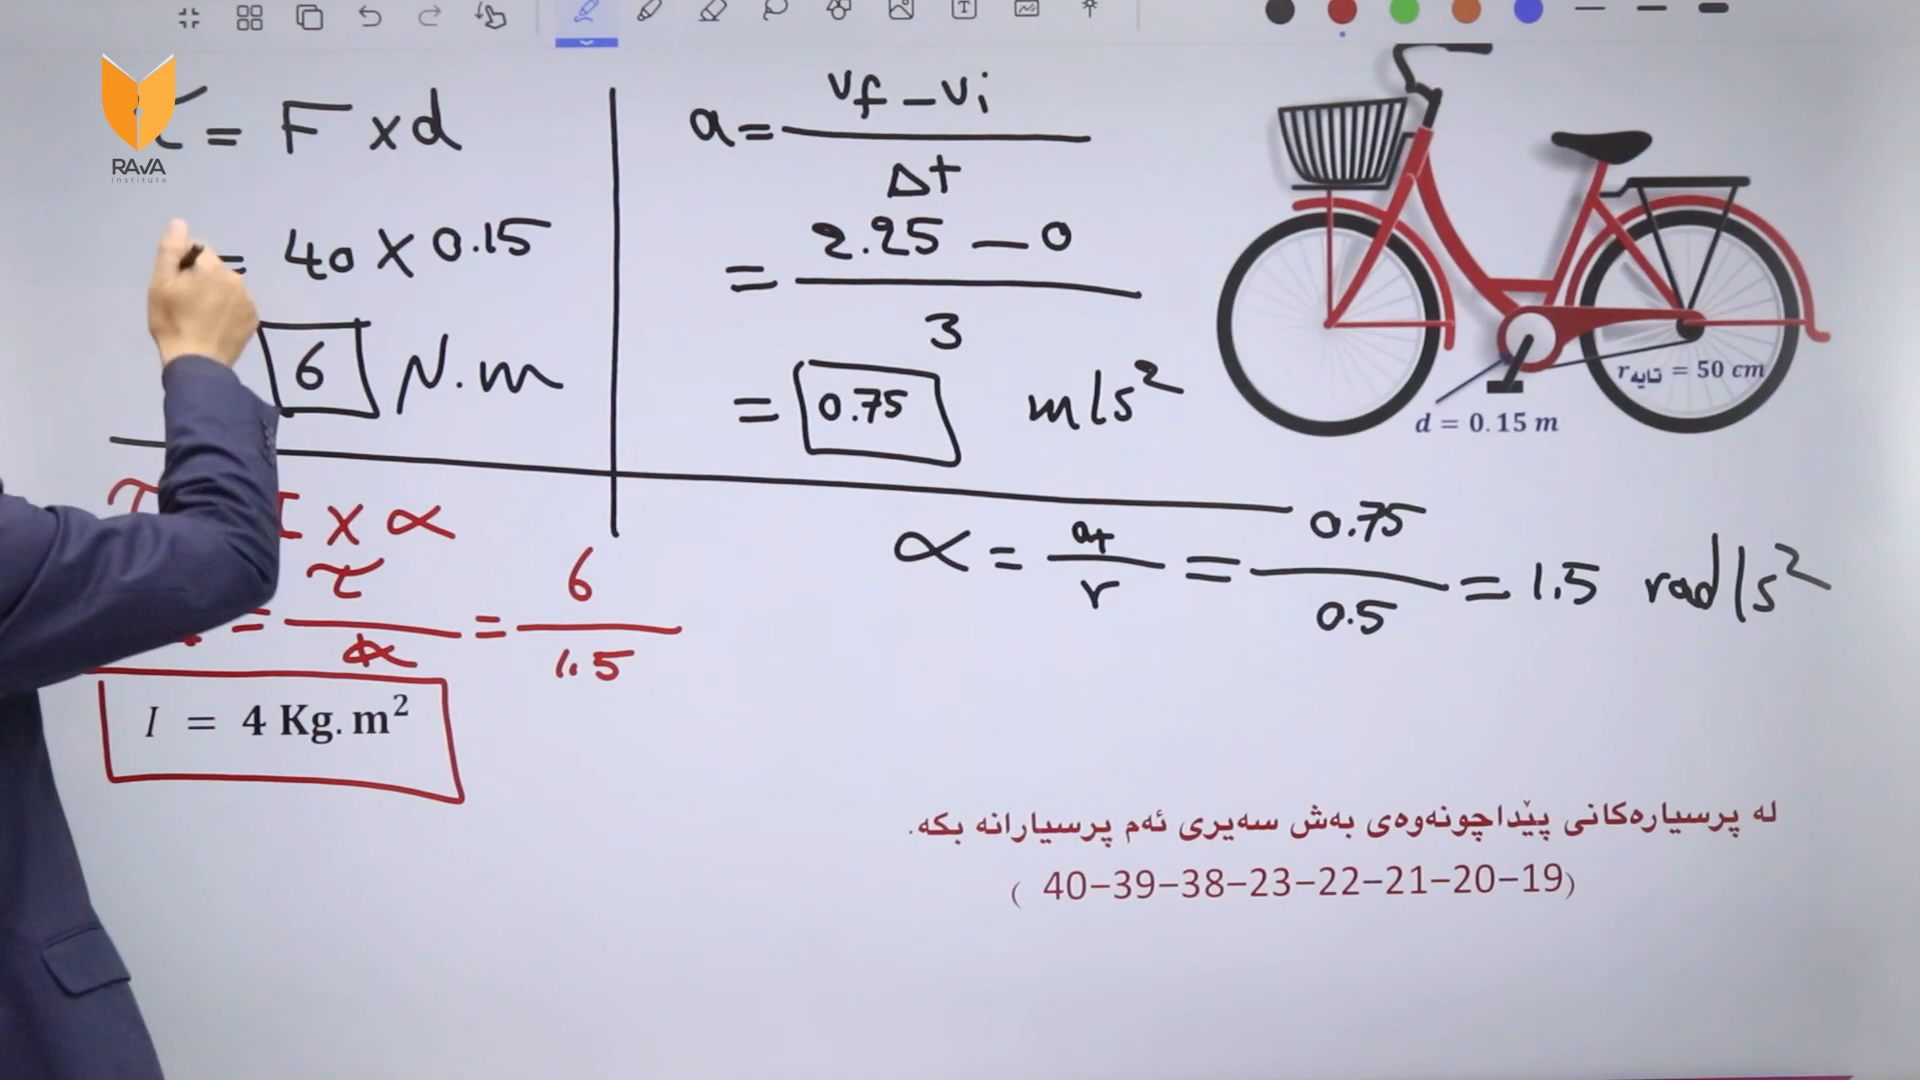 RAVA
institute
= F × d
= 40 × 0.15
6 N.m
a = vf – vi / Δt
= 2.25 – 0 / 3
= 0.75 m/s²
rتایە = 50 cm
d = 0.15 m
τ I × α
= τ / α = 6 / 1.5
I = 4 Kg.m²
α = at / r = 0.75 / 0.5 = 1.5 rad/s²
لە پرسیارەکانی پێداچونەوەی بەش سەیری ئەم پرسیارانە بکە.
( 40–39–38–23–22–21–20–19)